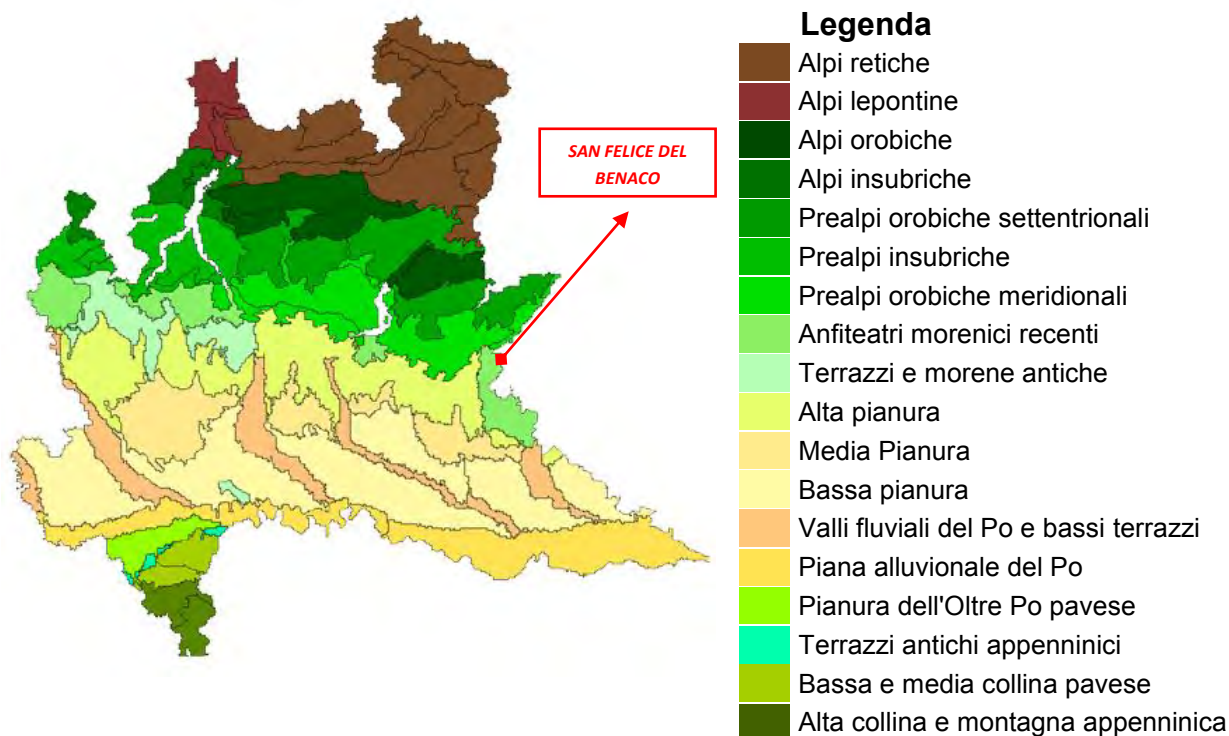 Legenda
Alpi retiche
Alpi lepontine
Alpi orobiche
Alpi insubriche
Prealpi orobiche settentrionali
Prealpi insubriche
Prealpi orobiche meridionali
Anfiteatri morenici recenti
Terrazzi e morene antiche
Alta pianura
Media Pianura
Bassa pianura
Valli fluviali del Po e bassi terrazzi
Piana alluvionale del Po
Pianura dell'Oltre Po pavese
Terrazzi antichi appenninici
Bassa e media collina pavese
Alta collina e montagna appenninica
SAN FELICE DEL
BENACO